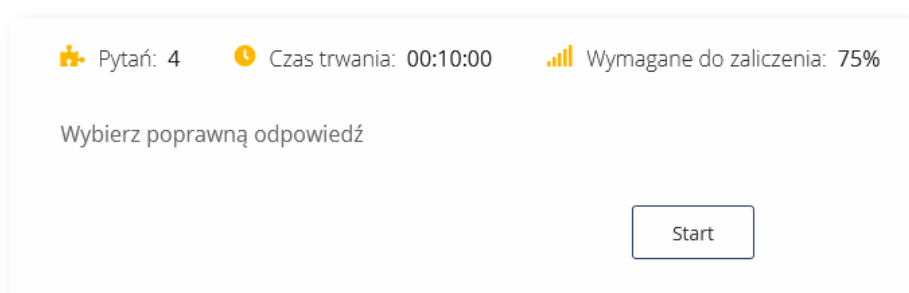 Pytań: 4 Czas trwania: 00:10:00 Wymagane do zaliczenia: 75%
Wybierz poprawną odpowiedź
Start